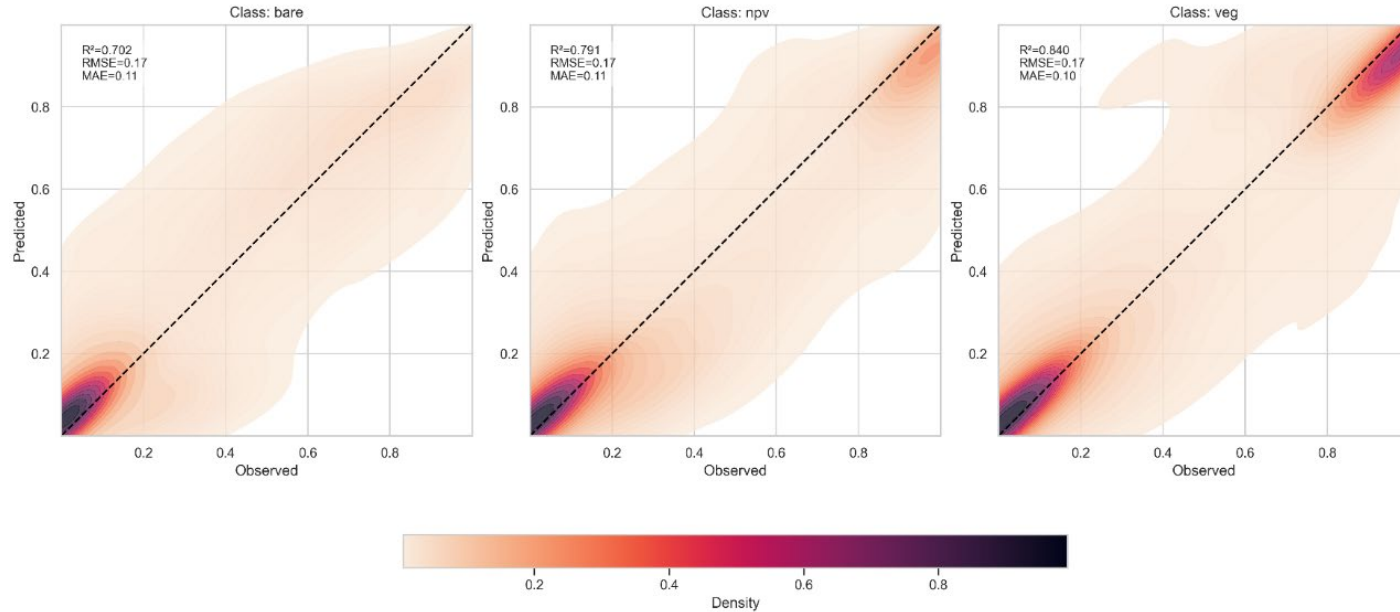 Class: bare
R²=0.702
RMSE=0.17
MAE=0.11
0.8
0.6
0.4
0.2
Predicted
0.2 0.4 0.6 0.8
Observed
Class: npv
R²=0.791
RMSE=0.17
MAE=0.11
0.8
0.6
0.4
0.2
Predicted
0.2 0.4 0.6 0.8
Observed
Class: veg
R²=0.840
RMSE=0.17
MAE=0.10
0.8
0.6
0.4
0.2
Predicted
0.2 0.4 0.6 0.8
Observed
0.2 0.4 0.6 0.8
Density